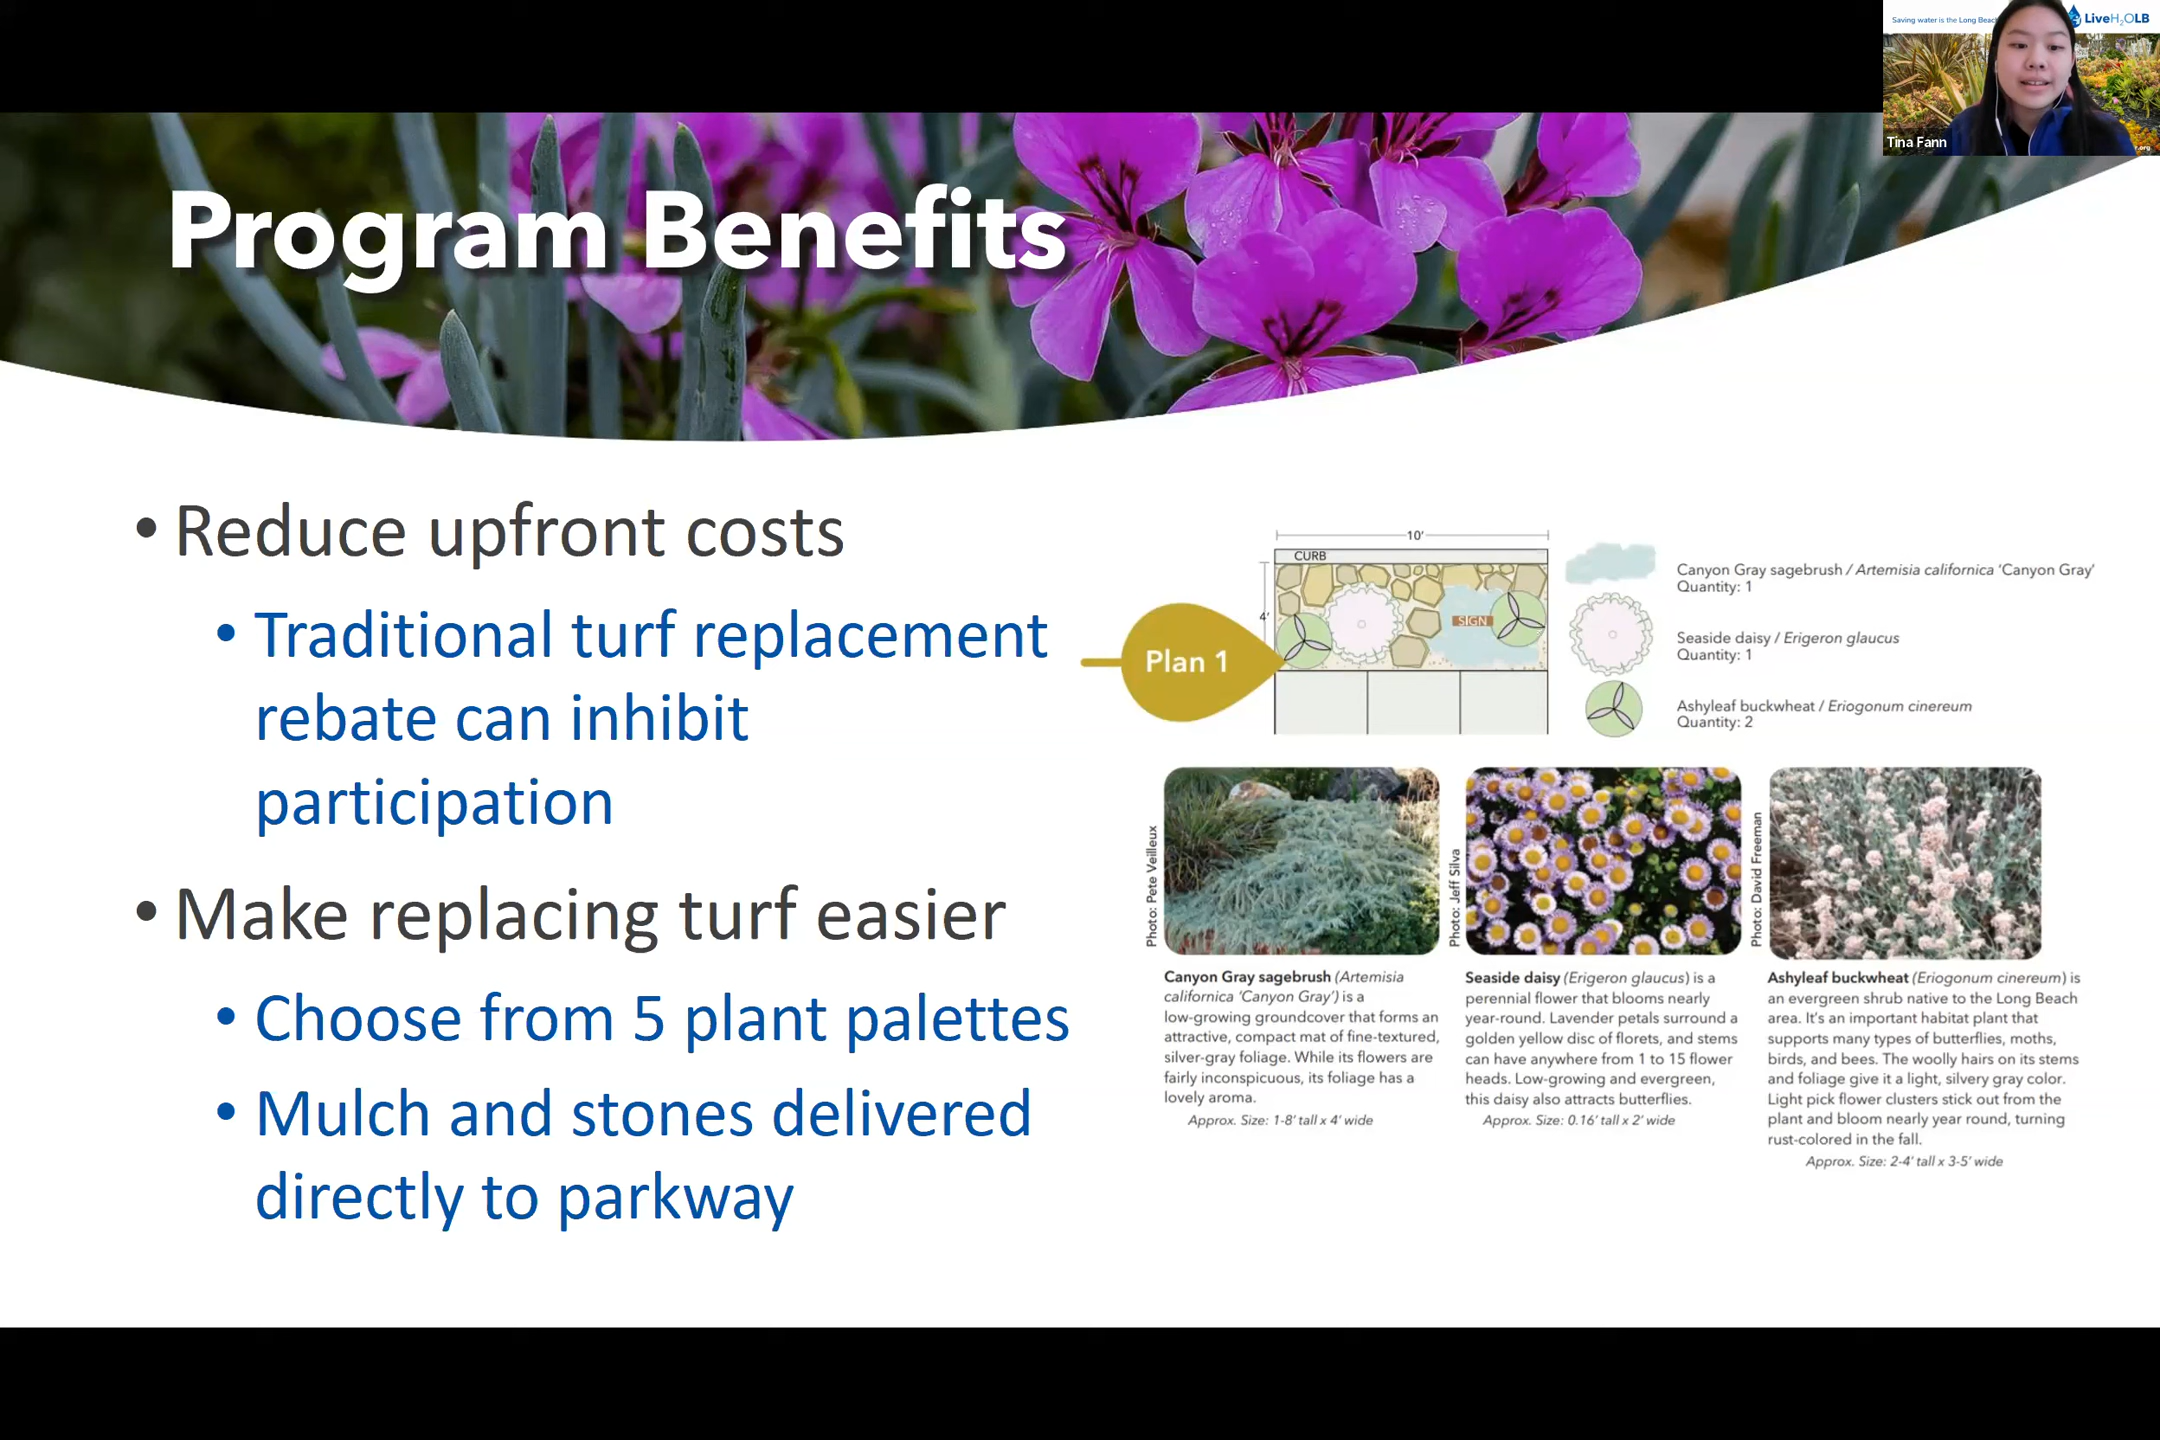 Saving water is the Long Beach
LiveH₂OLB
Tina Fann
Program Benefits
• Reduce upfront costs
• Traditional turf replacement
rebate can inhibit
participation
• Make replacing turf easier
• Choose from 5 plant palettes
• Mulch and stones delivered
directly to parkway
10'
CURB
4'
SIGN
Plan 1
Canyon Gray sagebrush / Artemisia californica 'Canyon Gray'
Quantity: 1
Seaside daisy / Erigeron glaucus
Quantity: 1
Ashyleaf buckwheat / Eriogonum cinereum
Quantity: 2
Photo: Pete Veilleux
Canyon Gray sagebrush (Artemisia
californica 'Canyon Gray') is a
low-growing groundcover that forms an
attractive, compact mat of fine-textured,
silver-gray foliage. While its flowers are
fairly inconspicuous, its foliage has a
lovely aroma.
Approx. Size: 1-8' tall x 4' wide
Photo: Jeff Silva
Seaside daisy (Erigeron glaucus) is a
perennial flower that blooms nearly
year-round. Lavender petals surround a
golden yellow disc of florets, and stems
can have anywhere from 1 to 15 flower
heads. Low-growing and evergreen,
this daisy also attracts butterflies.
Approx. Size: 0.16' tall x 2' wide
Photo: David Freeman
Ashyleaf buckwheat (Eriogonum cinereum) is
an evergreen shrub native to the Long Beach
area. It's an important habitat plant that
supports many types of butterflies, moths,
birds, and bees. The woolly hairs on its stems
and foliage give it a light, silvery gray color.
Light pick flower clusters stick out from the
plant and bloom nearly year round, turning
rust-colored in the fall.
Approx. Size: 2-4' tall x 3-5' wide